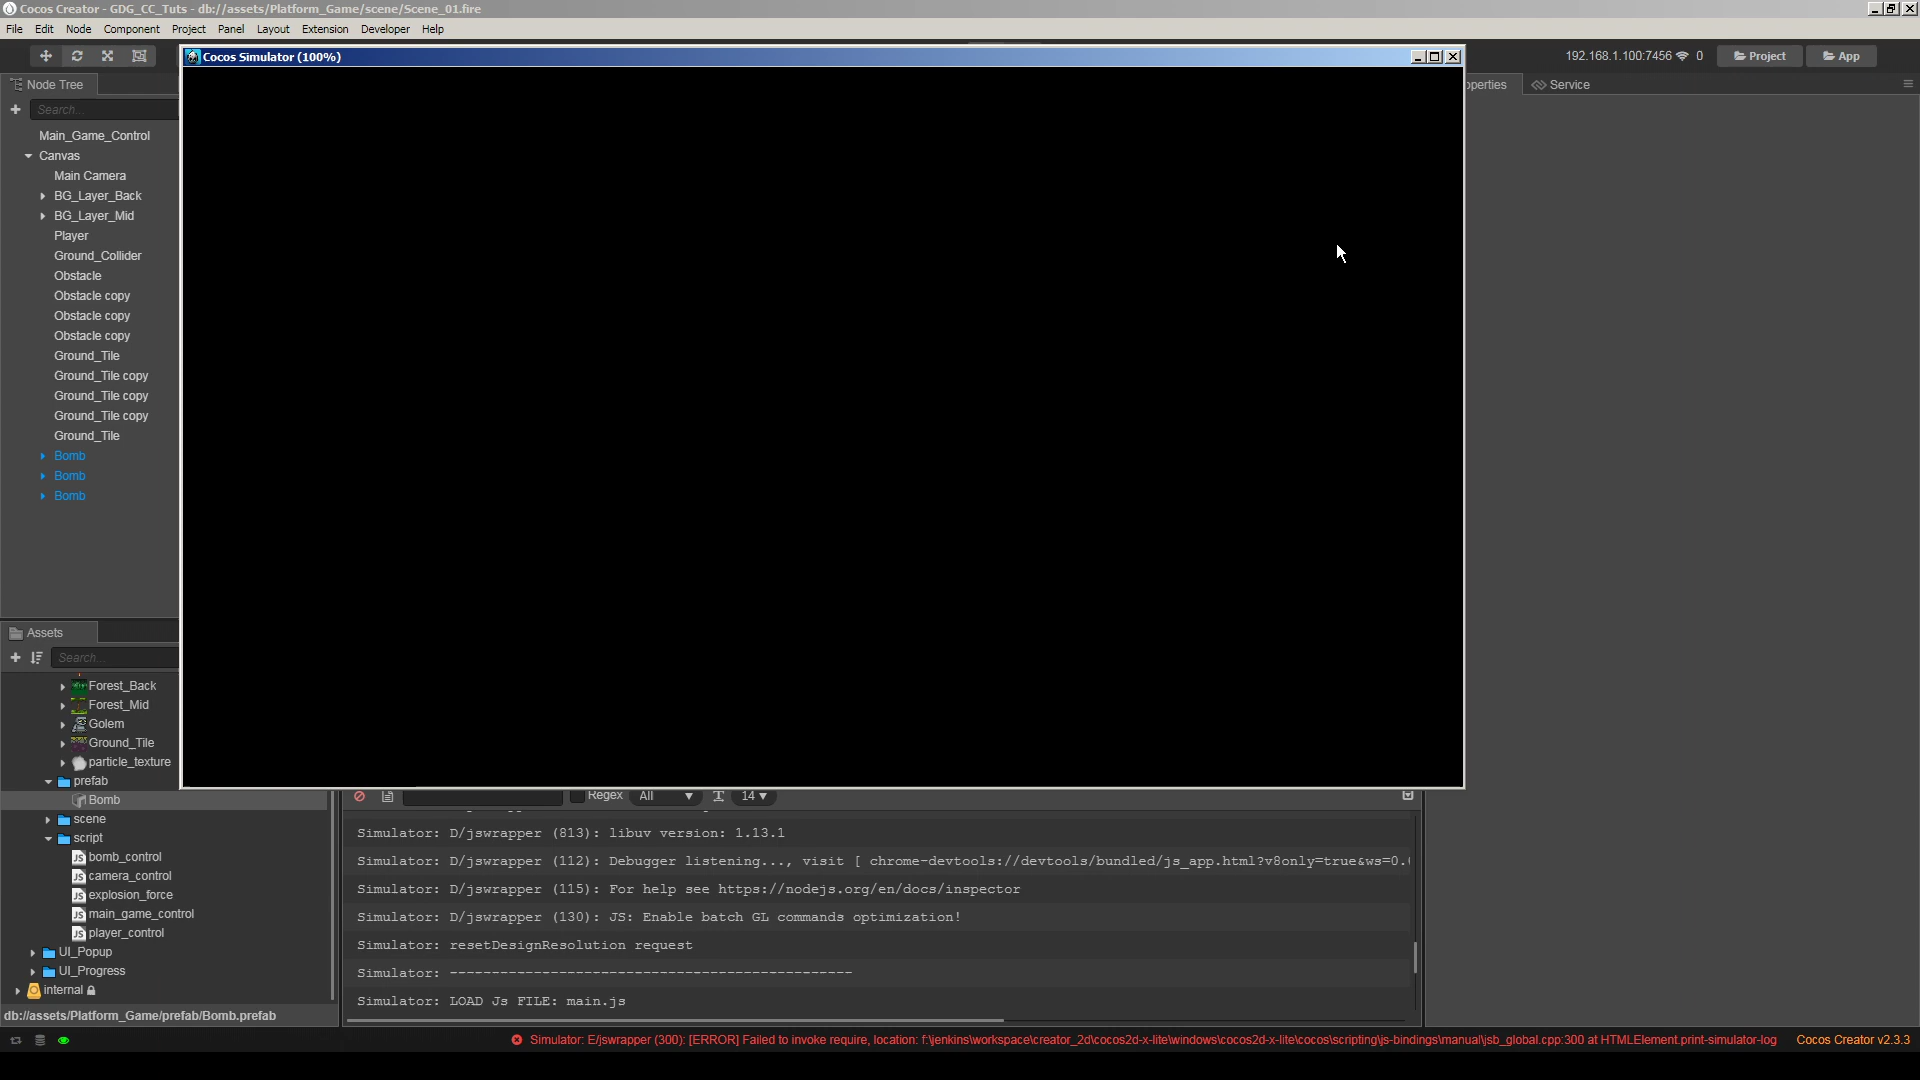 Cocos Creator - GDG_CC_Tuts - db://assets/Platform_Game/scene/Scene_01.fire
File Edit Node Component Project Panel Layout Extension Developer Help
Cocos Simulator (100%)
192.168.1.100:7456 0 Project App
Node Tree
operties Service
Search...
Main_Game_Control
Canvas
Main Camera
BG_Layer_Back
BG_Layer_Mid
Player
Ground_Collider
Obstacle
Obstacle copy
Obstacle copy
Obstacle copy
Ground_Tile
Ground_Tile copy
Ground_Tile copy
Ground_Tile copy
Ground_Tile
Bomb
Bomb
Bomb
Assets
Search...
Forest_Back
Forest_Mid
Golem
Ground_Tile
particle_texture
prefab
Bomb
scene
script
bomb_control
camera_control
explosion_force
main_game_control
player_control
UI_Popup
UI_Progress
internal
db://assets/Platform_Game/prefab/Bomb.prefab
Regex All 14
Simulator: D/jswrapper (813): libuv version: 1.13.1
Simulator: D/jswrapper (112): Debugger listening..., visit [ chrome-devtools://devtools/bundled/js_app.html?v8only=true&ws=0.
Simulator: D/jswrapper (115): For help see https://nodejs.org/en/docs/inspector
Simulator: D/jswrapper (130): JS: Enable batch GL commands optimization!
Simulator: resetDesignResolution request
Simulator: ------------------------------------------------
Simulator: LOAD Js FILE: main.js
Simulator: E/jswrapper (300): [ERROR] Failed to invoke require, location: f:\jenkins\workspace\creator_2d\cocos2d-x-lite\windows\cocos2d-x-lite\cocos\scripting\js-bindings\manual\jsb_global.cpp:300 at HTMLElement.print-simulator-log
Cocos Creator v2.3.3